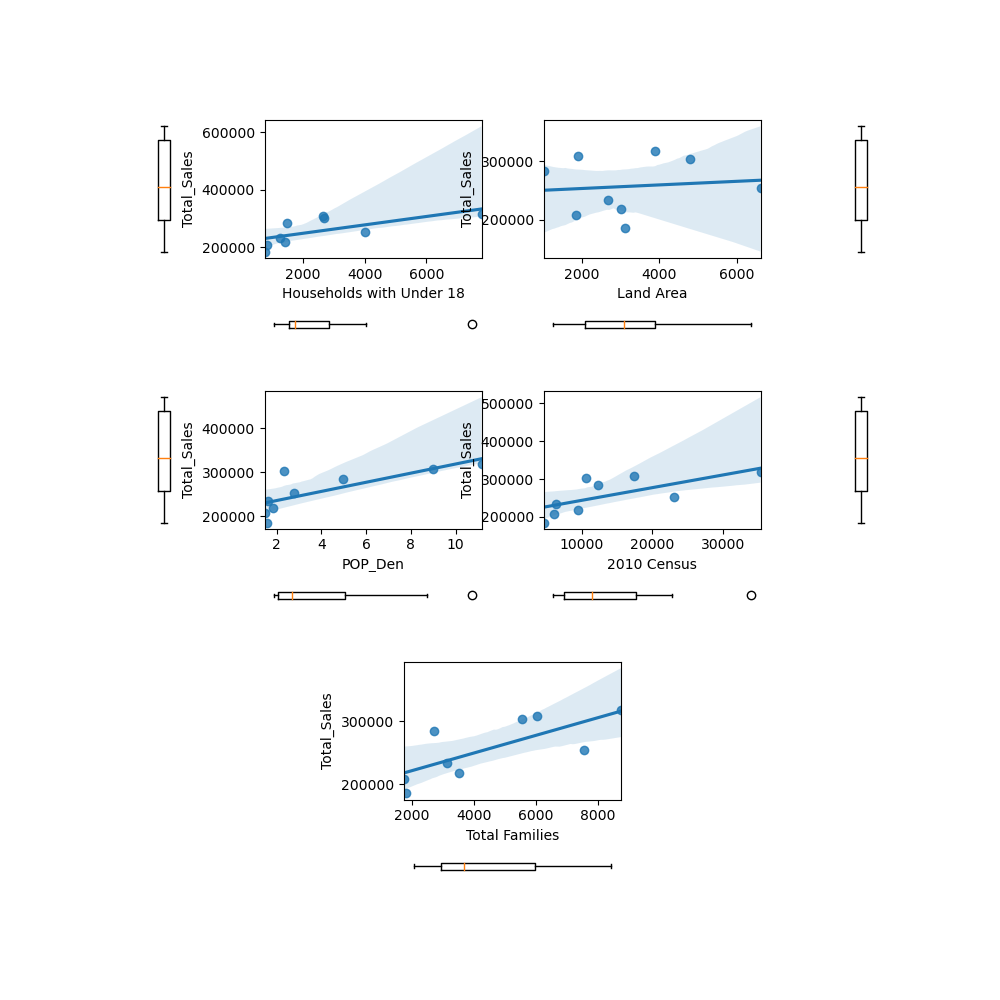 Total_Sales
600000
400000
200000
2000 4000 6000
Households with Under 18
Total_Sales
300000
200000
2000 4000 6000
Land Area
Total_Sales
400000
300000
200000
2 4 6 8 10
POP_Den
Total_Sales
500000
400000
300000
200000
10000 20000 30000
2010 Census
Total_Sales
300000
200000
2000 4000 6000 8000
Total Families